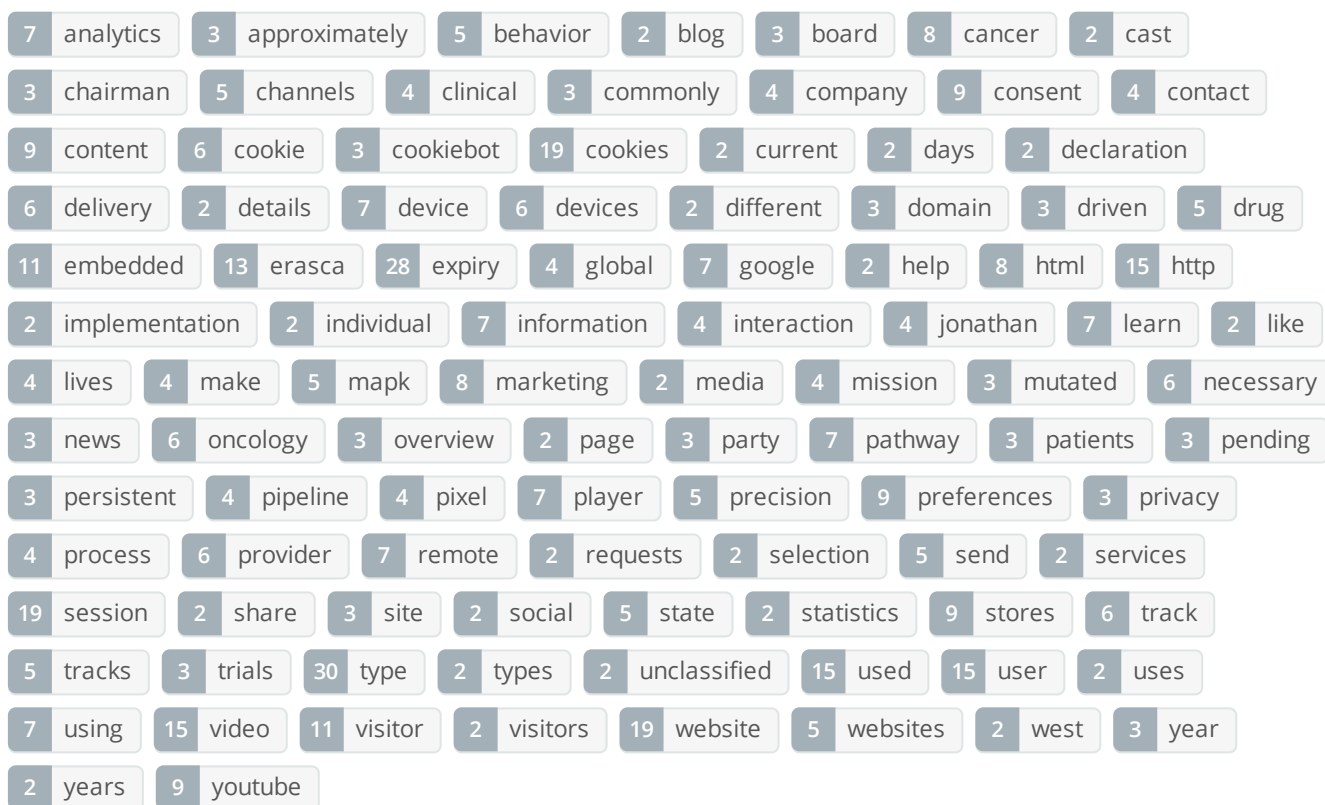 7 analytics 3 approximately 5 behavior 2 blog 3 board 8 cancer 2 cast
3 chairman 5 channels 4 clinical 3 commonly 4 company 9 consent 4 contact
9 content 6 cookie 3 cookiebot 19 cookies 2 current 2 days 2 declaration
6 delivery 2 details 7 device 6 devices 2 different 3 domain 3 driven 5 drug
11 embedded 13 erasca 28 expiry 4 global 7 google 2 help 8 html 15 http
2 implementation 2 individual 7 information 4 interaction 4 jonathan 7 learn 2 like
4 lives 4 make 5 mapk 8 marketing 2 media 4 mission 3 mutated 6 necessary
3 news 6 oncology 3 overview 2 page 3 party 7 pathway 3 patients 3 pending
3 persistent 4 pipeline 4 pixel 7 player 5 precision 9 preferences 3 privacy
4 process 6 provider 7 remote 2 requests 2 selection 5 send 2 services
19 session 2 share 3 site 2 social 5 state 2 statistics 9 stores 6 track
5 tracks 3 trials 30 type 2 types 2 unclassified 15 used 15 user 2 uses
7 using 15 video 11 visitor 2 visitors 19 website 5 websites 2 west 3 year
2 years 9 youtube